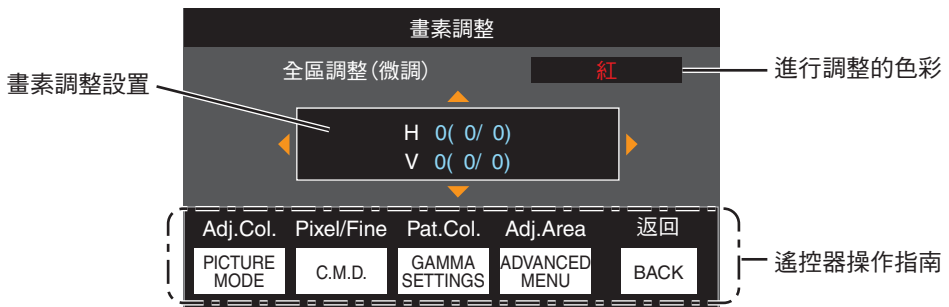 畫素調整
全區調整(微調)
紅
進行調整的色彩
畫素調整設置
H 0( 0/ 0)
V 0( 0/ 0)
Adj.Col. Pixel/Fine Pat.Col. Adj.Area 返回
PICTURE MODE
C.M.D.
GAMMA SETTINGS
ADVANCED MENU
BACK
遙控器操作指南